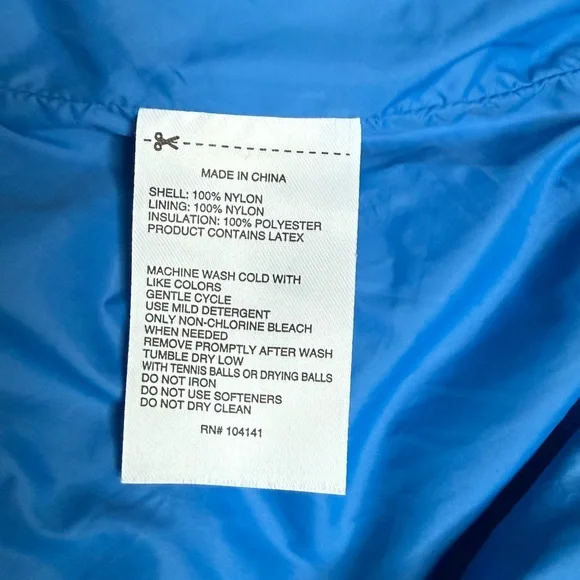 MADE IN CHINA
SHELL: 100% NYLON
LINING: 100% NYLON
INSULATION: 100% POLYESTER
PRODUCT CONTAINS LATEX
MACHINE WASH COLD WITH
LIKE COLORS
GENTLE CYCLE
USE MILD DETERGENT
ONLY NON-CHLORINE BLEACH
WHEN NEEDED
REMOVE PROMPTLY AFTER WASH
TUMBLE DRY LOW
WITH TENNIS BALLS OR DRYING BALLS
DO NOT IRON
DO NOT USE SOFTENERS
DO NOT DRY CLEAN
RN# 104141